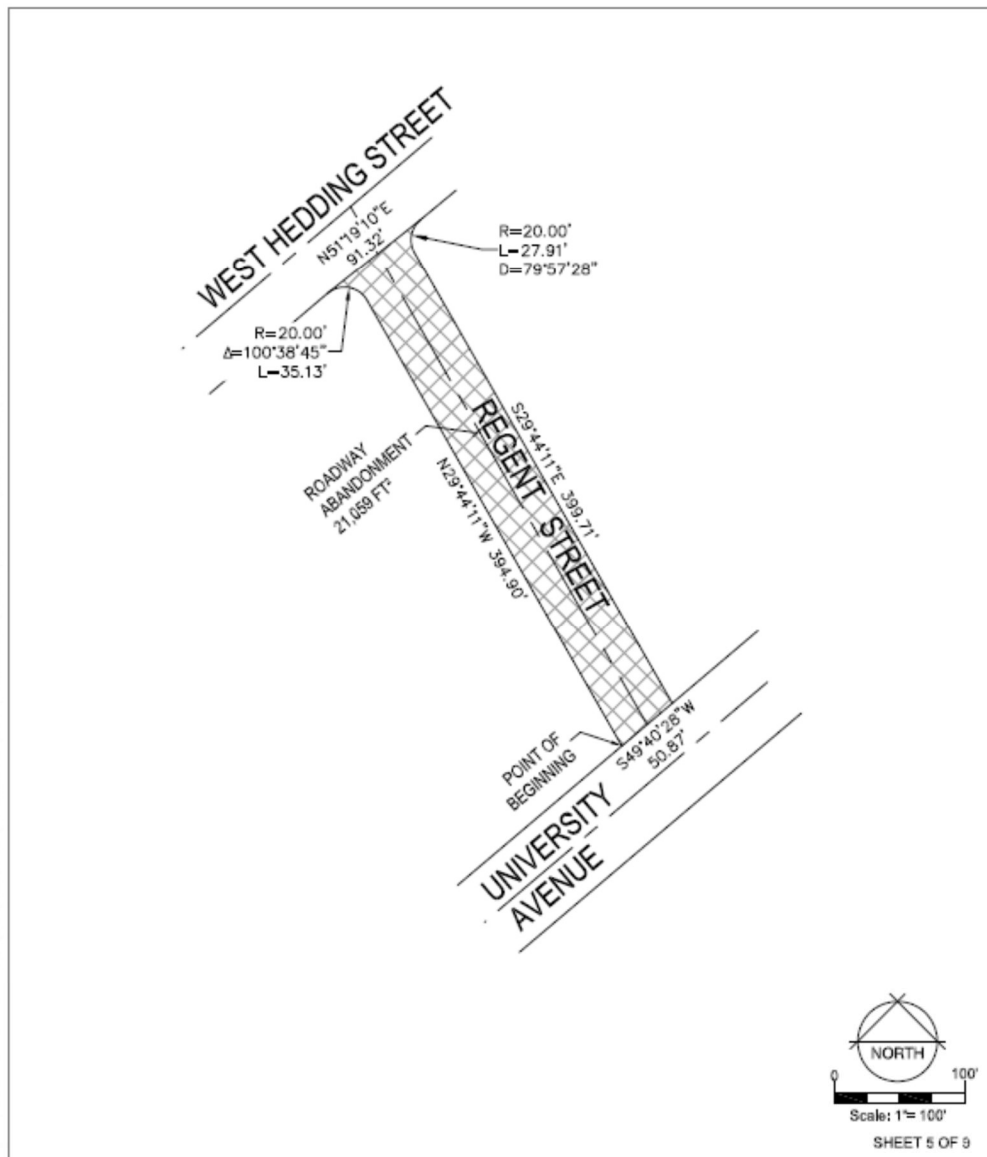 WEST HEDDING STREET
N51°19'10"E
91.32'
R=20.00'
L=27.91'
D=79°57'28"
R=20.00'
Δ=100°38'45"
L=35.13'
ROADWAY
ABANDONMENT
21,059 FT²
REGENT STREET
S29°44'11"E 399.71'
N29°44'11"W 394.90'
POINT OF
BEGINNING
S49°40'28"W
50.87'
UNIVERSITY
AVENUE
NORTH
0 100'
Scale: 1"= 100'
SHEET 5 OF 9